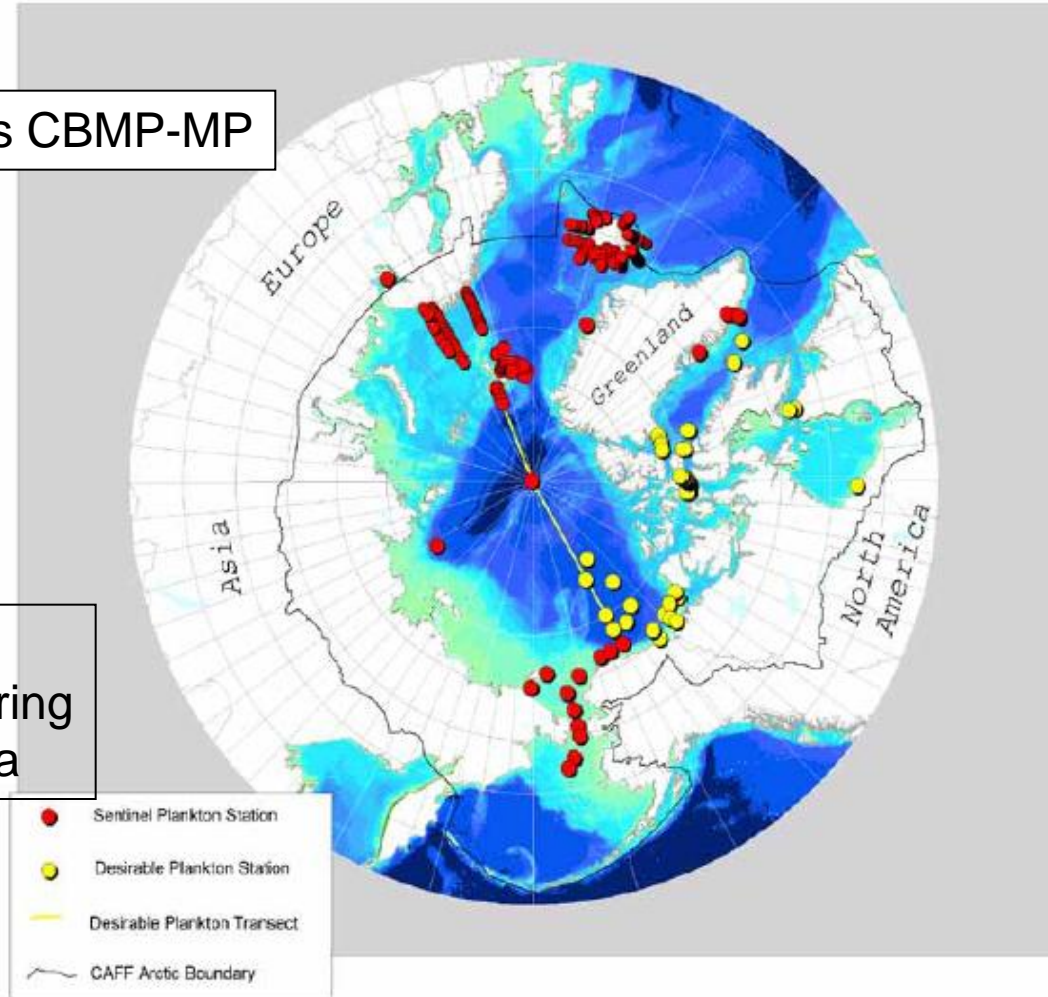 s CBMP-MP
Europe
Greenland
Asia
North
America
ring
a
Sentinel Plankton Station
Desirable Plankton Station
Desirable Plankton Transect
CAFF Arctic Boundary